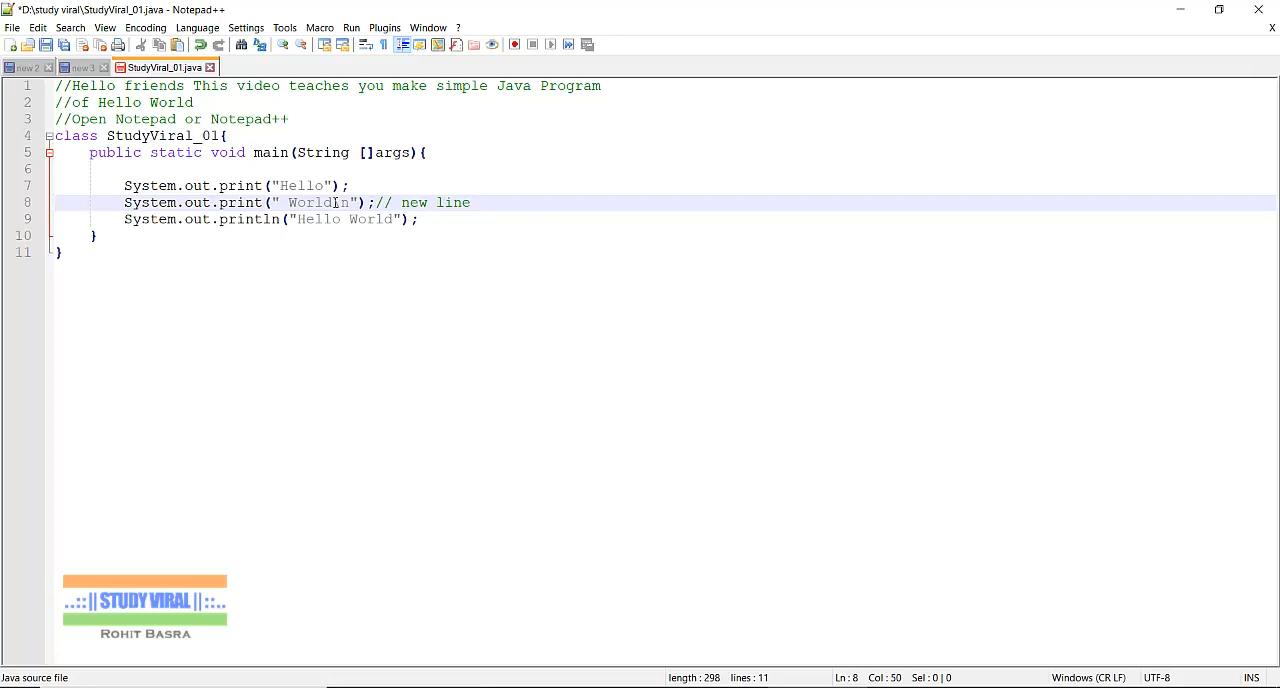 *D:\study viral\StudyViral_01.java - Notepad++
File Edit Search View Encoding Language Settings Tools Macro Run Plugins Window ? X
new 2 new 3 StudyViral_01.java
1 //Hello friends This video teaches you make simple Java Program
2 //of Hello World
3 //Open Notepad or Notepad++
4 class StudyViral_01{
5 public static void main(String []args){
6
7 System.out.print("Hello");
8 System.out.print(" World\n");// new line
9 System.out.println("Hello World");
10 }
11 }
..::|| STUDY VIRAL ||::..
ROHIT BASRA
Java source file length : 298 lines : 11 Ln : 8 Col : 50 Sel : 0 | 0 Windows (CR LF) UTF-8 INS